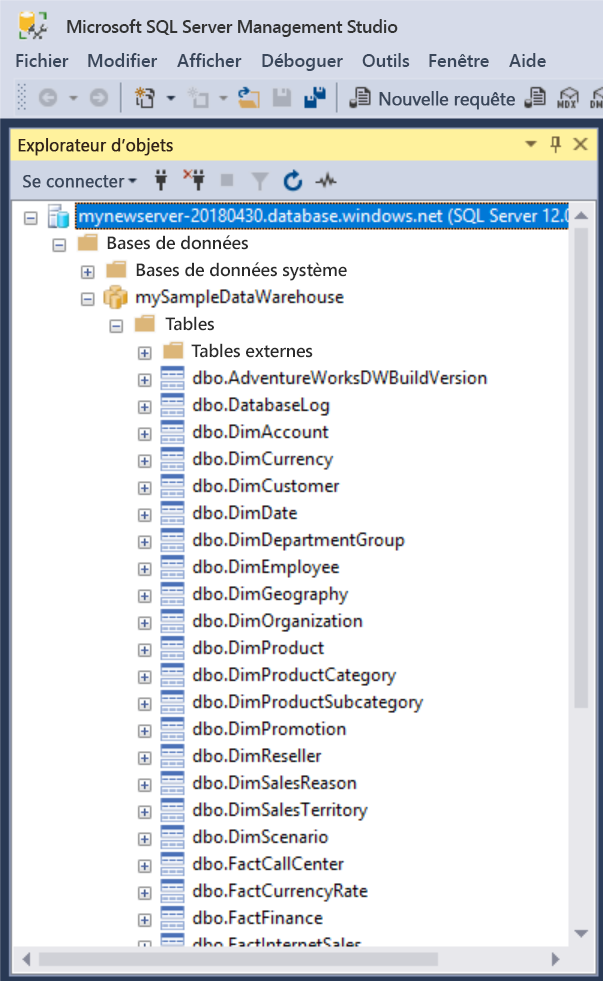 Microsoft SQL Server Management Studio
Fichier Modifier Afficher Déboguer Outils Fenêtre Aide
Nouvelle requête MDX
Explorateur d'objets
Se connecter
mynewserver-20180430.database.windows.net (SQL Server 12.0
Bases de données
Bases de données système
mySampleDataWarehouse
Tables
Tables externes
dbo.AdventureWorksDWBuildVersion
dbo.DatabaseLog
dbo.DimAccount
dbo.DimCurrency
dbo.DimCustomer
dbo.DimDate
dbo.DimDepartmentGroup
dbo.DimEmployee
dbo.DimGeography
dbo.DimOrganization
dbo.DimProduct
dbo.DimProductCategory
dbo.DimProductSubcategory
dbo.DimPromotion
dbo.DimReseller
dbo.DimSalesReason
dbo.DimSalesTerritory
dbo.DimScenario
dbo.FactCallCenter
dbo.FactCurrencyRate
dbo.FactFinance
dbo.FactInternetSales